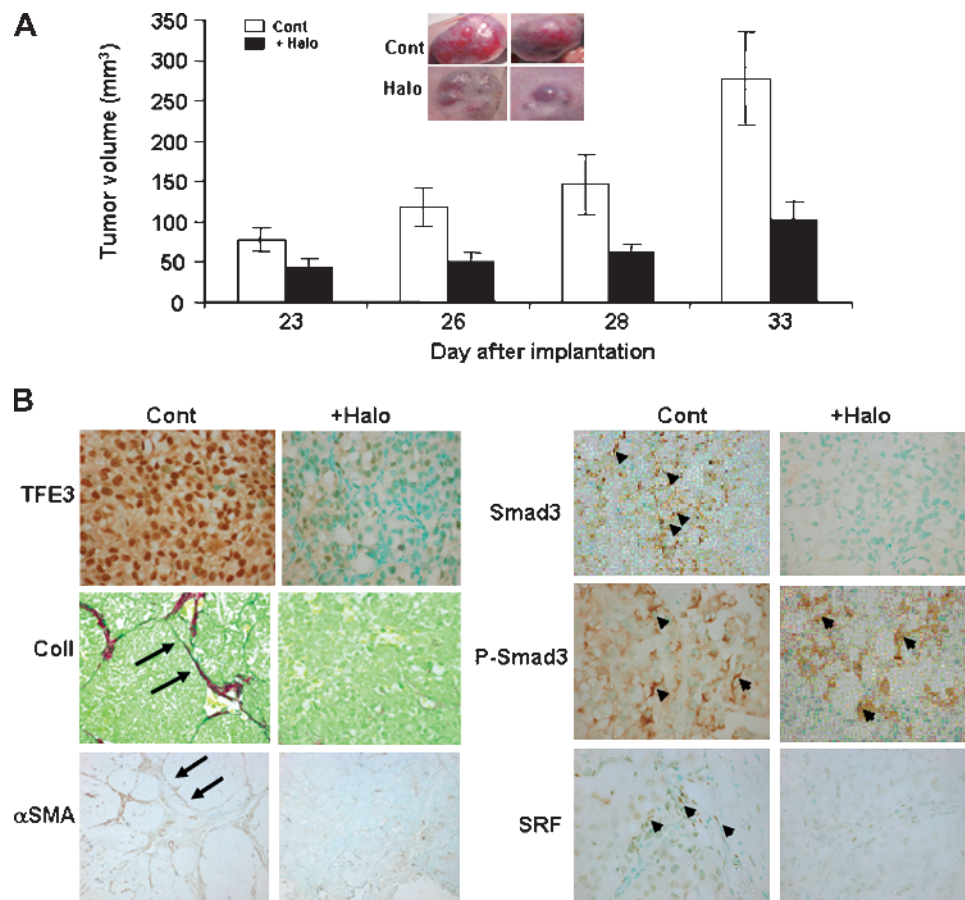 A
Cont
+ Halo
Cont
Halo
Tumor volume (mm³)
350
300
250
200
150
100
50
0
23 26 28 33
Day after implantation
B
Cont +Halo
TFE3
Coll
αSMA
Cont +Halo
Smad3
P-Smad3
SRF